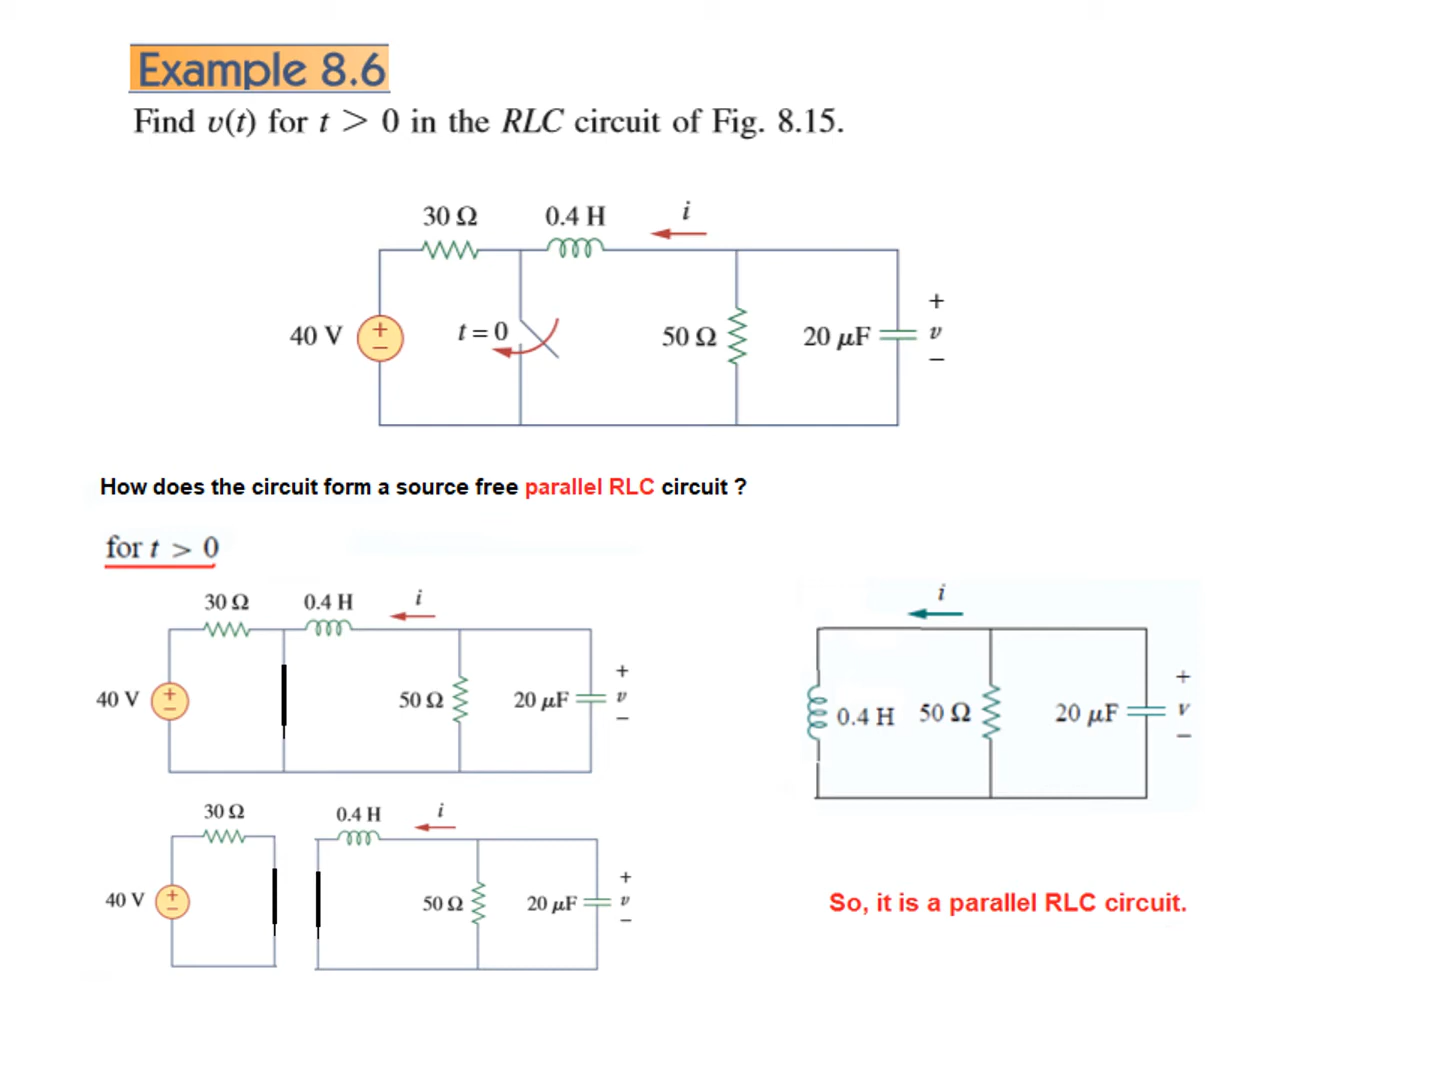 Example 8.6
Find v(t) for t > 0 in the RLC circuit of Fig. 8.15.
30 Ω
0.4 H
i
40 V
+
−
t = 0
50 Ω
20 μF
+
v
−
How does the circuit form a source free parallel RLC circuit ?
for t > 0
30 Ω
0.4 H
i
40 V
+
−
50 Ω
20 μF
+
v
−
i
0.4 H
50 Ω
20 μF
+
v
−
30 Ω
0.4 H
i
40 V
+
−
50 Ω
20 μF
+
v
−
So, it is a parallel RLC circuit.